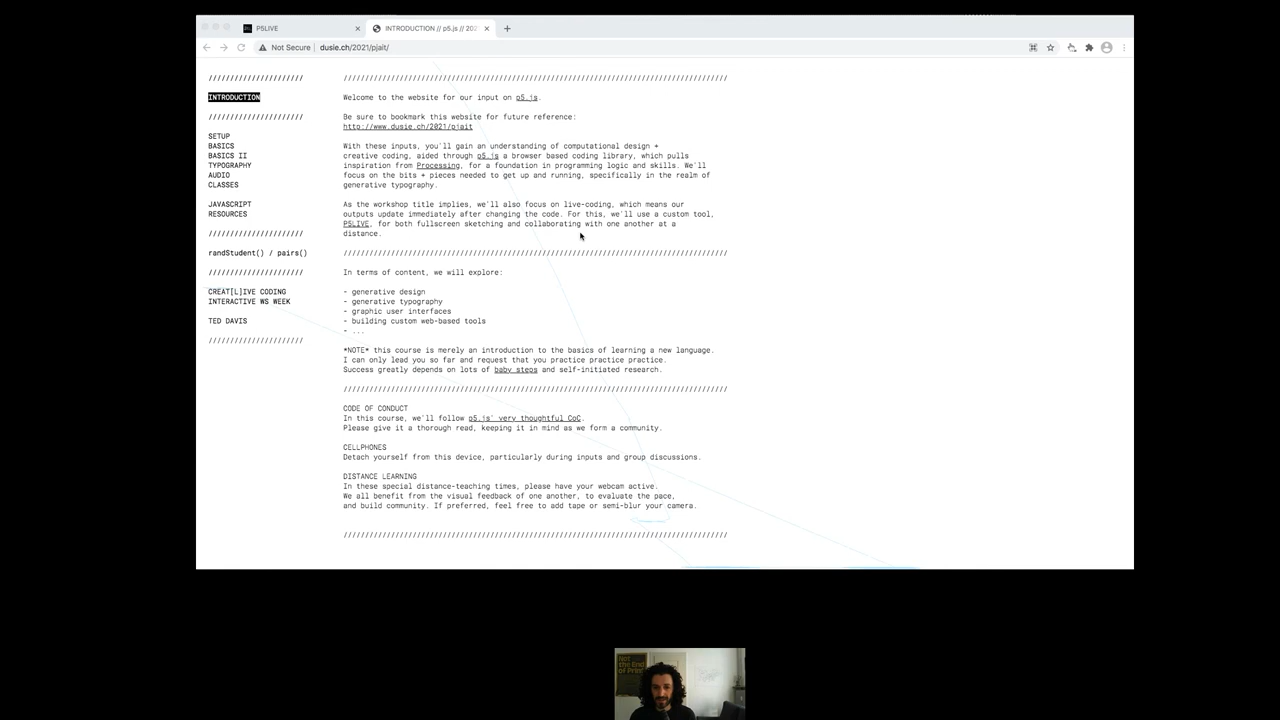 P5LIVE
INTRODUCTION // p5.js // 202
Not Secure | dusie.ch/2021/pjait/
//////////////////////
INTRODUCTION
//////////////////////
SETUP
BASICS
BASICS II
TYPOGRAPHY
AUDIO
CLASSES
JAVASCRIPT
RESOURCES
//////////////////////
randStudent() / pairs()
//////////////////////
CREAT[L]IVE CODING
INTERACTIVE WS WEEK
TED DAVIS
//////////////////////
/////////////////////////////////////////////////////////////////////////////////////////
Welcome to the website for our input on p5.js.
Be sure to bookmark this website for future reference:
http://www.dusie.ch/2021/pjait
With these inputs, you'll gain an understanding of computational design +
creative coding, aided through p5.js a browser based coding library, which pulls
inspiration from Processing, for a foundation in programming logic and skills. We'll
focus on the bits + pieces needed to get up and running, specifically in the realm of
generative typography.
As the workshop title implies, we'll also focus on live-coding, which means our
outputs update immediately after changing the code. For this, we'll use a custom tool,
P5LIVE, for both fullscreen sketching and collaborating with one another at a
distance.
/////////////////////////////////////////////////////////////////////////////////////////
In terms of content, we will explore:
- generative design
- generative typography
- graphic user interfaces
- building custom web-based tools
- ...
*NOTE* this course is merely an introduction to the basics of learning a new language.
I can only lead you so far and request that you practice practice practice.
Success greatly depends on lots of baby steps and self-initiated research.
/////////////////////////////////////////////////////////////////////////////////////////
CODE OF CONDUCT
In this course, we'll follow p5.js' very thoughtful CoC.
Please give it a thorough read, keeping it in mind as we form a community.
CELLPHONES
Detach yourself from this device, particularly during inputs and group discussions.
DISTANCE LEARNING
In these special distance-teaching times, please have your webcam active.
We all benefit from the visual feedback of one another, to evaluate the pace,
and build community. If preferred, feel free to add tape or semi-blur your camera.
/////////////////////////////////////////////////////////////////////////////////////////
Not
the End
of Print